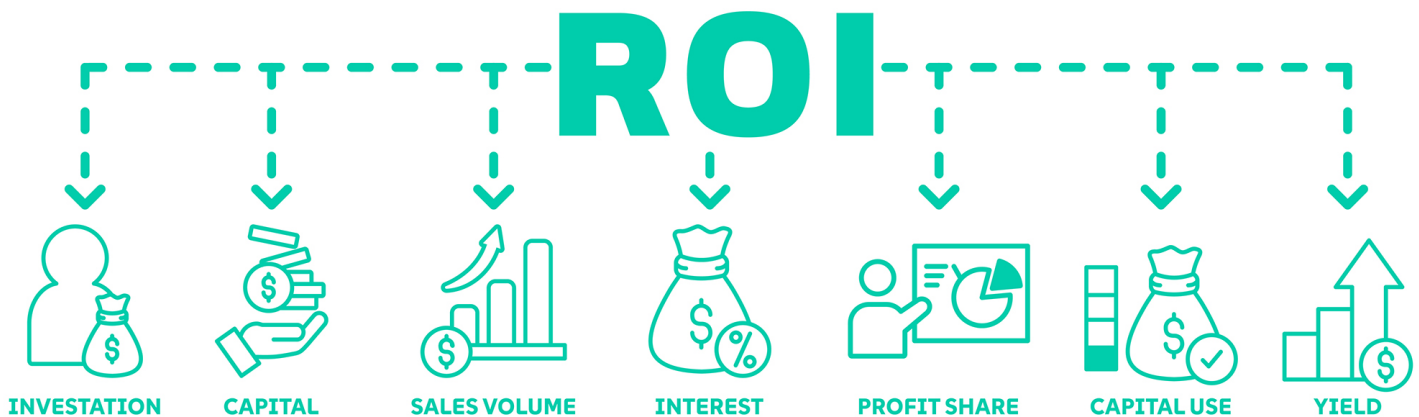 ROI
INVESTATION
CAPITAL
SALES VOLUME
INTEREST
PROFIT SHARE
CAPITAL USE
YIELD
$
$
$
$
%
$
✓
$